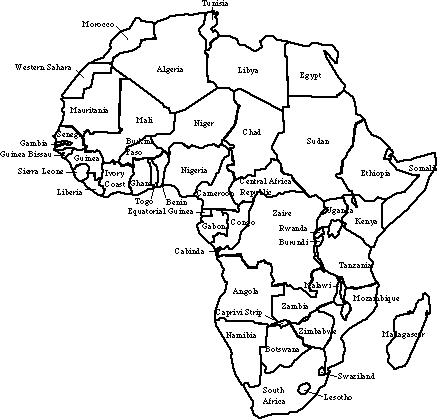 Tunisia
Morocco
Western Sahara
Algeria
Libya
Egypt
Mauritania
Mali
Niger
Chad
Sudan
Senegal
Gambia
Guinea Bissau
Guinea
Burkina
Faso
Sierra Leone
Ivory
Coast
Ghana
Liberia
Togo
Benin
Nigeria
Cameroon
Central Africa
Republic
Ethiopia
Somalia
Equatorial Guinea
Gabon
Congo
Zaire
Uganda
Kenya
Rwanda
Burundi
Cabinda
Tanzania
Angola
Malawi
Zambia
Mozambique
Caprivi Strip
Zimbabwe
Madagascar
Namibia
Botswana
Swaziland
South
Africa
Lesotho